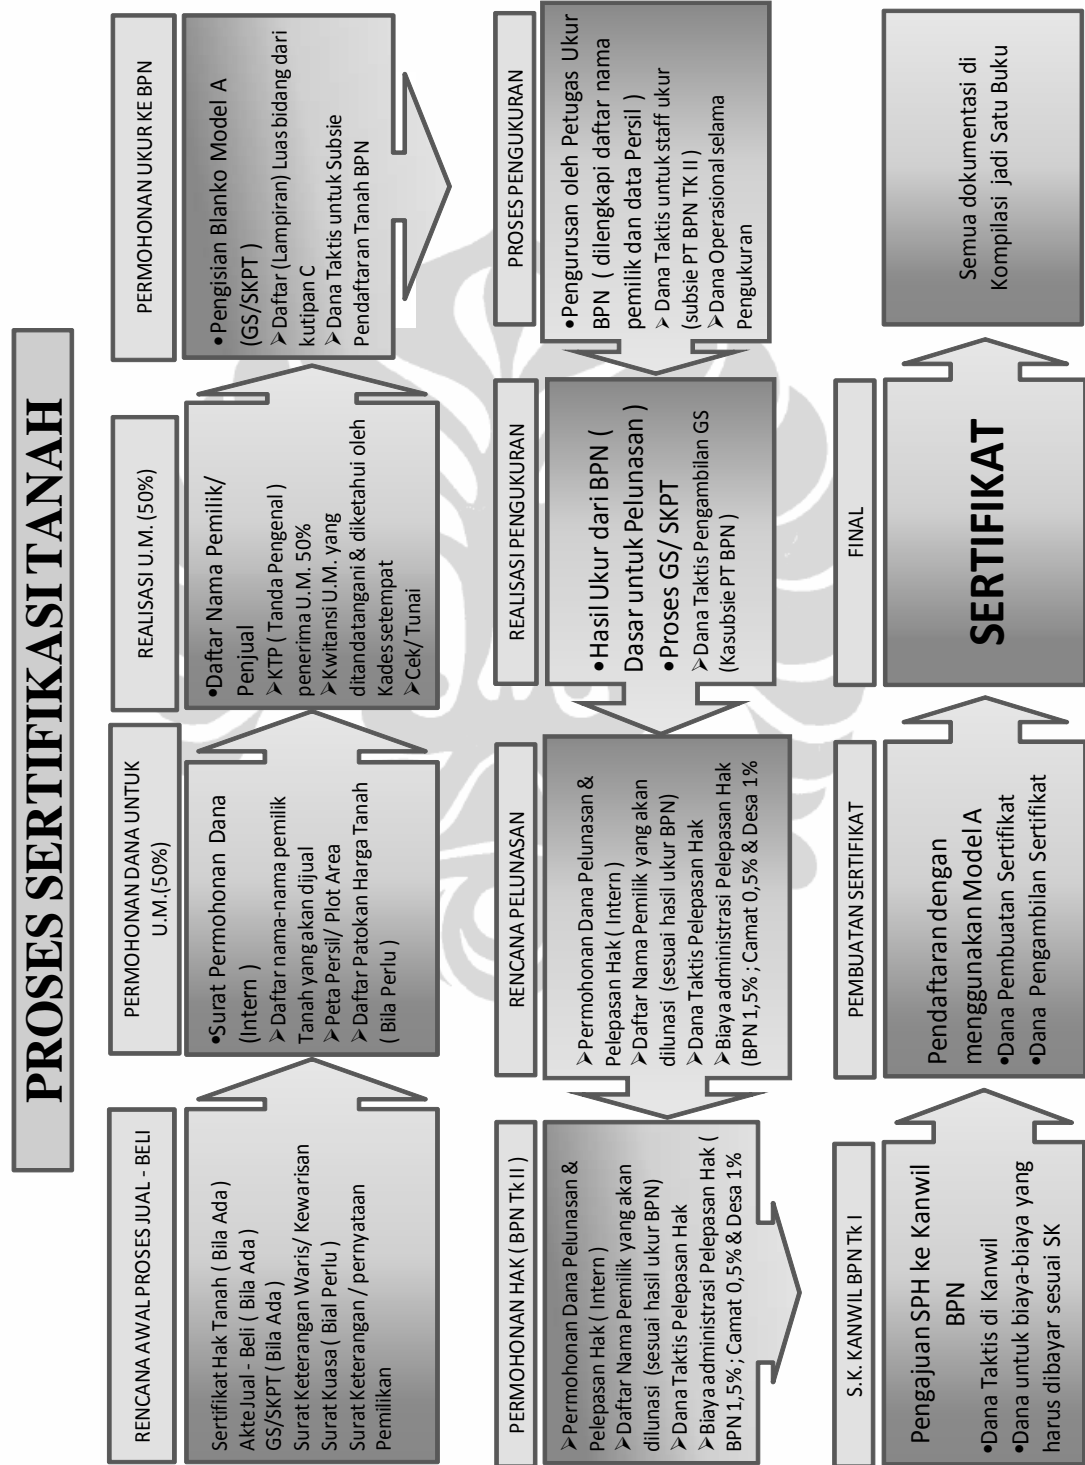 PROSES SERTIFIKASI TANAH
RENCANA AWAL PROSES JUAL - BELI
Sertifikat Hak Tanah ( Bila Ada )
Akte Jual - Beli ( Bila Ada )
GS/SKPT ( Bila Ada )
Surat Keterangan Waris/ Kewarisan
Surat Kuasa ( Bial Perlu )
Surat Keterangan / pernyataan
Pemilikan
PERMOHONAN DANA UNTUK
U.M.(50%)
•Surat Permohonan Dana
(Intern )
➢Daftar nama-nama pemilik
Tanah yang akan dijual
➢Peta Persil/ Plot Area
➢Daftar Patokan Harga Tanah
( Bila Perlu )
REALISASI U.M. (50%)
•Daftar Nama Pemilik/
Penjual
➢KTP ( Tanda Pengenal )
penerima U.M. 50%
➢Kwitansi U.M. yang
ditandatangani & diketahui oleh
Kades setempat
➢Cek/ Tunai
PERMOHONAN UKUR KE BPN
•Pengisian Blanko Model A
(GS/SKPT )
➢Daftar (Lampiran) Luas bidang dari
kutipan C
➢Dana Taktis untuk Subsie
Pendaftaran Tanah BPN
PROSES PENGUKURAN
•Pengurusan oleh Petugas Ukur
BPN ( dilengkapi daftar nama
pemilik dan data Persil )
➢Dana Taktis untuk staff ukur
(subsie PT BPN TK II )
➢Dana Operasional selama
Pengukuran
REALISASI PENGUKURAN
•Hasil Ukur dari BPN (
Dasar untuk Pelunasan )
•Proses GS/ SKPT
➢Dana Taktis Pengambilan GS
(Kasubsie PT BPN )
RENCANA PELUNASAN
➢Permohonan Dana Pelunasan &
Pelepasan Hak ( Intern )
➢Daftar Nama Pemilik yang akan
dilunasi (sesuai hasil ukur BPN)
➢Dana Taktis Pelepasan Hak
➢Biaya administrasi Pelepasan Hak
(BPN 1,5% ; Camat 0,5% & Desa 1%
PERMOHONAN HAK ( BPN Tk II )
➢Permohonan Dana Pelunasan &
Pelepasan Hak ( Intern )
➢Daftar Nama Pemilik yang akan
dilunasi (sesuai hasil ukur BPN)
➢Dana Taktis Pelepasan Hak
➢Biaya administrasi Pelepasan Hak (
BPN 1,5% ; Camat 0,5% & Desa 1%
S.K. KANWIL BPN Tk I
Pengajuan SPH ke Kanwil
BPN
•Dana Taktis di Kanwil
•Dana untuk biaya-biaya yang
harus dibayar sesuai SK
PEMBUATAN SERTIFIKAT
Pendaftaran dengan
menggunakan Model A
•Dana Pembuatan Sertifikat
•Dana Pengambilan Sertifikat
FINAL
SERTIFIKAT
Semua dokumentasi di
Kompilasi jadi Satu Buku